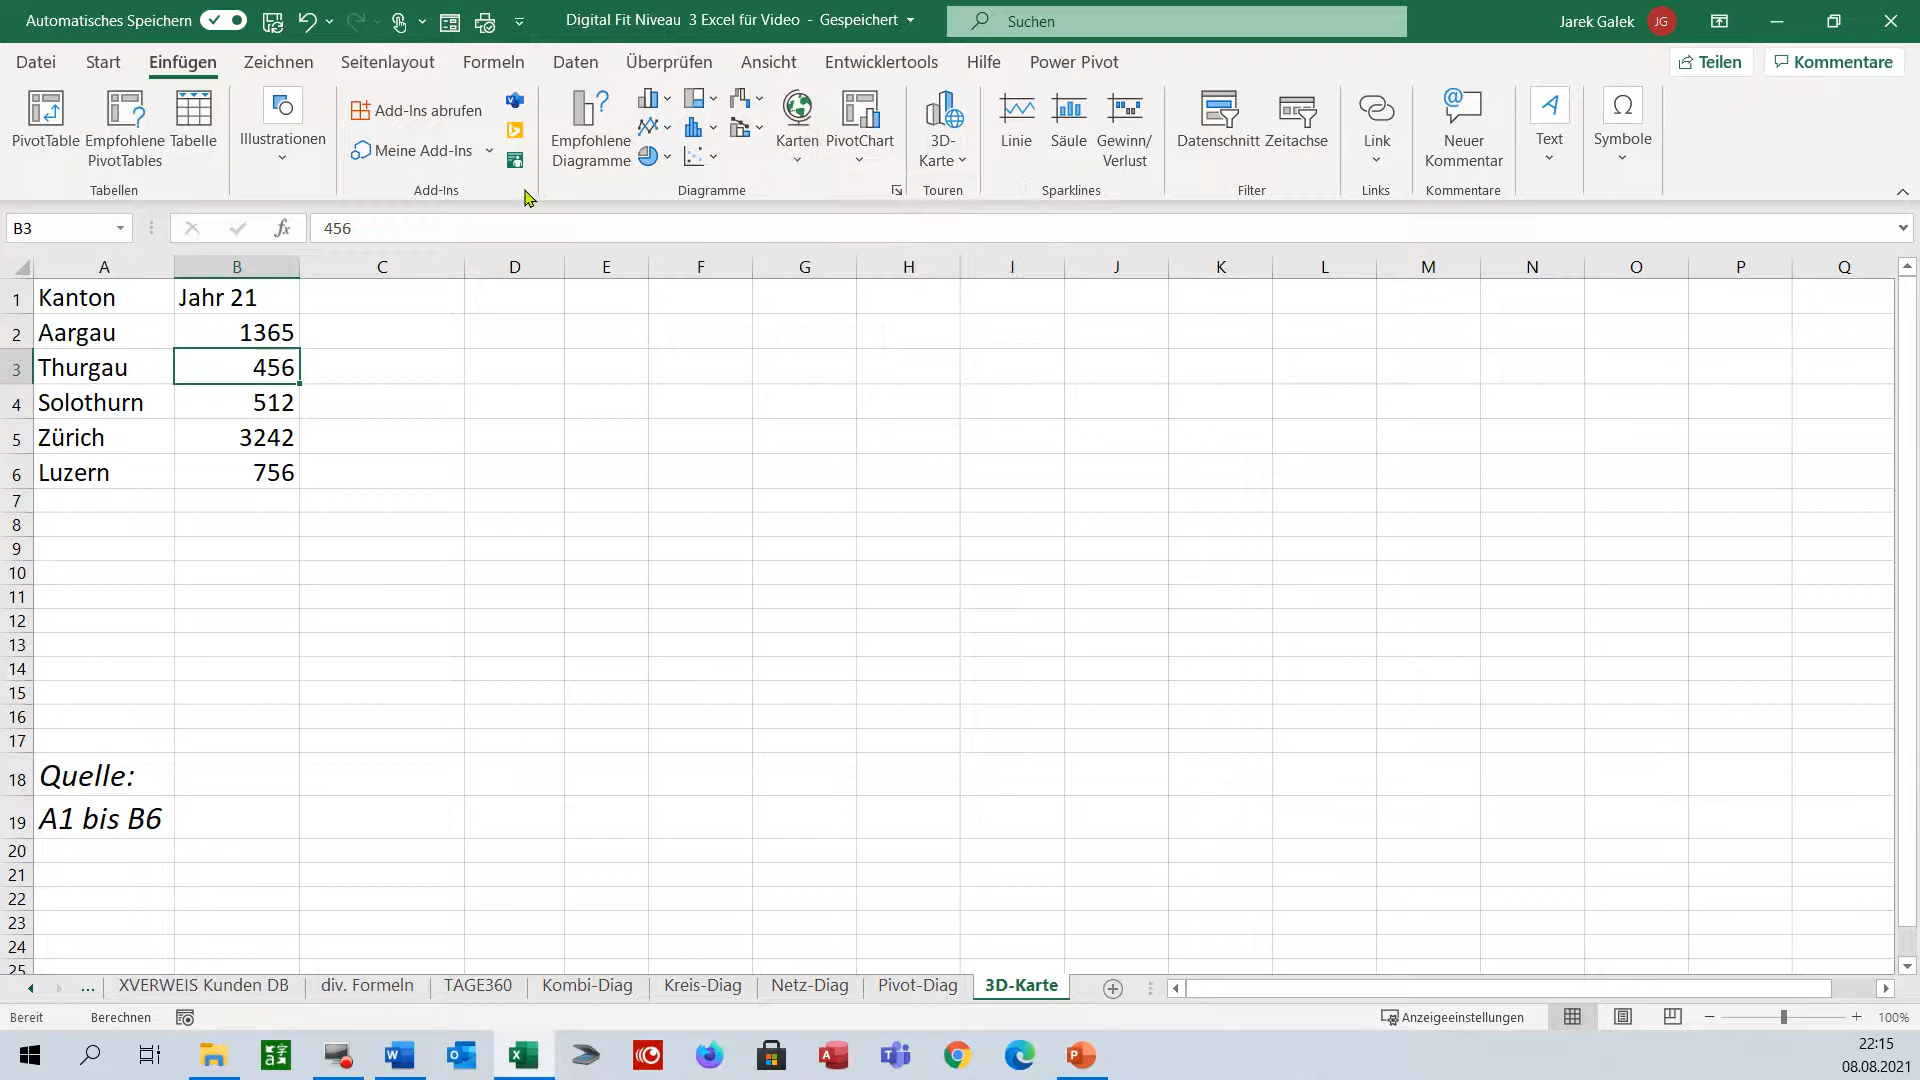 Automatisches Speichern
Digital Fit Niveau 3 Excel für Video - Gespeichert
Suchen
Jarek Galek JG
Datei Start Einfügen Zeichnen Seitenlayout Formeln Daten Überprüfen Ansicht Entwicklertools Hilfe Power Pivot Teilen Kommentare
PivotTable Empfohlene PivotTables Tabelle
Illustrationen
Add-Ins abrufen
Meine Add-Ins
Empfohlene Diagramme
Karten PivotChart
3D-Karte
Linie Säule Gewinn/Verlust
Datenschnitt Zeitachse
Link
Neuer Kommentar
Text
Symbole
Tabellen Add-Ins Diagramme Touren Sparklines Filter Links Kommentare
B3 fx 456
A B C D E F G H I J K L M N O P Q
1 Kanton Jahr 21
2 Aargau 1365
3 Thurgau 456
4 Solothurn 512
5 Zürich 3242
6 Luzern 756
7
8
9
10
11
12
13
14
15
16
17
18 Quelle:
19 A1 bis B6
20
21
22
23
24
25
... XVERWEIS Kunden DB div. Formeln TAGE360 Kombi-Diag Kreis-Diag Netz-Diag Pivot-Diag 3D-Karte
Bereit Berechnen Anzeigeeinstellungen 100%
22:15
08.08.2021